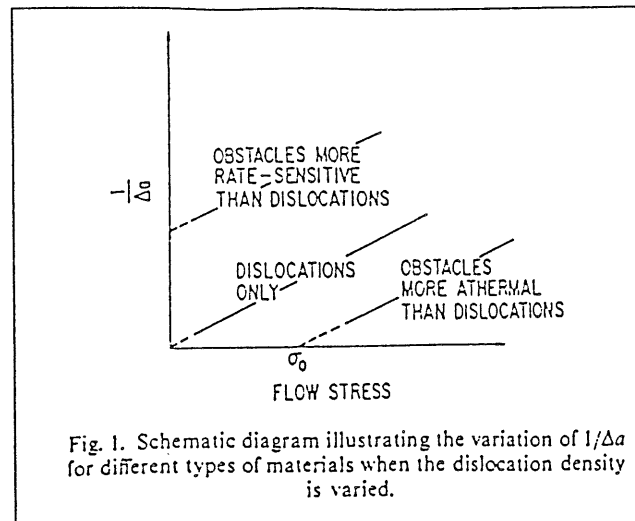 OBSTACLES MORE
RATE-SENSITIVE
THAN DISLOCATIONS
1/Δa
DISLOCATIONS
ONLY
OBSTACLES
MORE ATHERMAL
THAN DISLOCATIONS
σ₀
FLOW STRESS
Fig. 1. Schematic diagram illustrating the variation of 1/Δa
for different types of materials when the dislocation density
is varied.